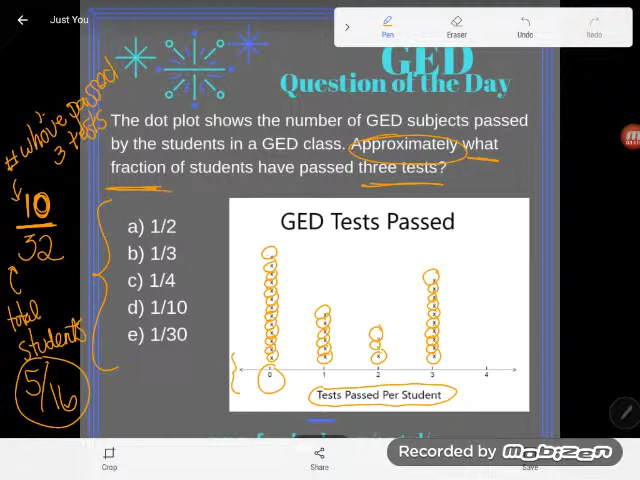 Just You
Pen
Eraser
Undo
Redo
GED
Question of the Day
The dot plot shows the number of GED subjects passed
by the students in a GED class. Approximately what
fraction of students have passed three tests?
# who've passed
3 tests
10
32
total
students
5/16
a) 1/2
b) 1/3
c) 1/4
d) 1/10
e) 1/30
GED Tests Passed
0 1 2 3 4
Tests Passed Per Student
Crop
Share
Save
Recorded by Mobizen